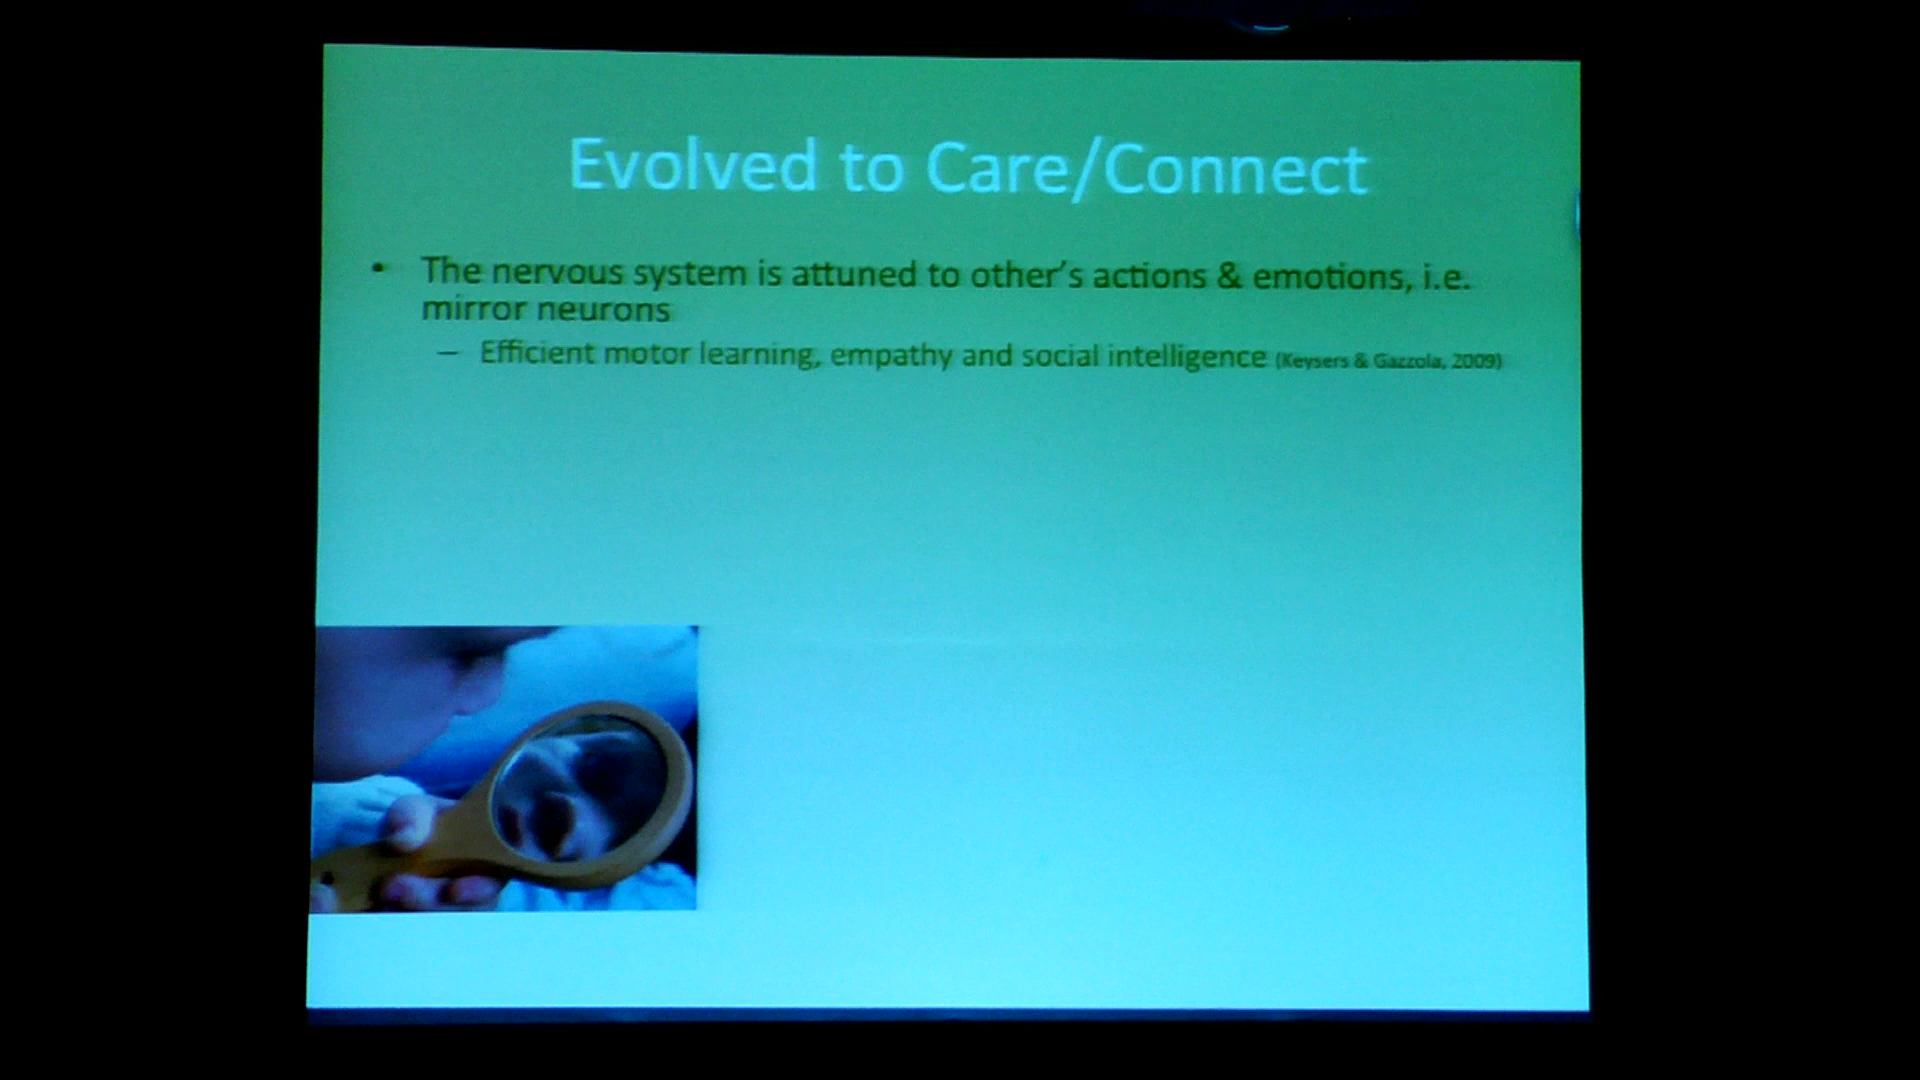 Evolved to Care/Connect
• The nervous system is attuned to other's actions & emotions, i.e.
mirror neurons
– Efficient motor learning, empathy and social intelligence (Keysers & Gazzola, 2009)